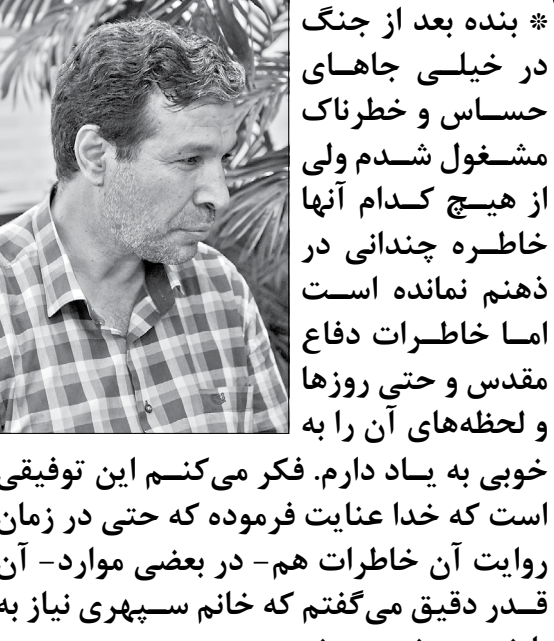 * بنده بعد از جنگ
در خیلی جاهای
حساس و خطرناک
مشغول شدم ولی
از هیچ کدام آنها
خاطره چندانی در
ذهنم نمانده است
اما خاطرات دفاع
مقدس و حتی روزها
و لحظه‌های آن را به
خوبی به یاد دارم. فکر می‌کنم این توفیقی
است که خدا عنایت فرموده که حتی در زمان
روایت آن خاطرات هم- در بعضی موارد- آن
قدر دقیق می‌گفتم که خانم سپهری نیاز به